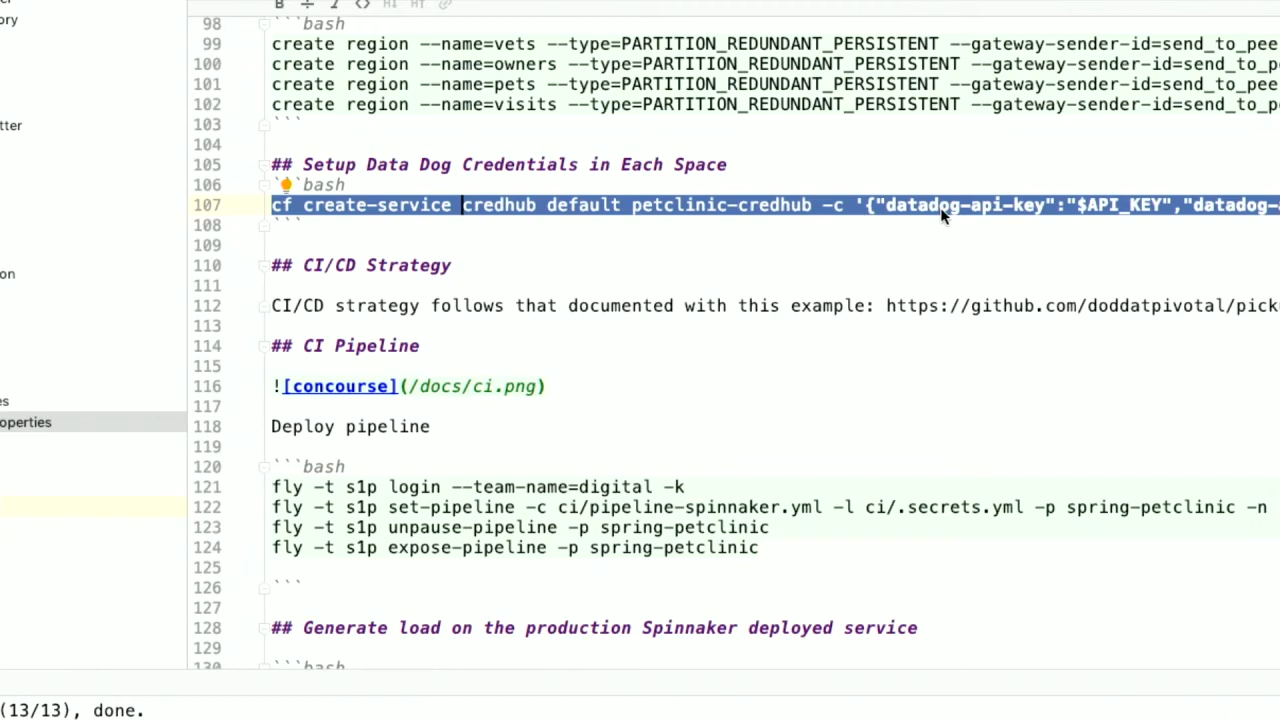 ory
tter
on
s
operties
B I <> H↓ H↑
98 ```bash
99 create region --name=vets --type=PARTITION_REDUNDANT_PERSISTENT --gateway-sender-id=send_to_pee
100 create region --name=owners --type=PARTITION_REDUNDANT_PERSISTENT --gateway-sender-id=send_to_p
101 create region --name=pets --type=PARTITION_REDUNDANT_PERSISTENT --gateway-sender-id=send_to_pee
102 create region --name=visits --type=PARTITION_REDUNDANT_PERSISTENT --gateway-sender-id=send_to_p
103 ```
104
105 ## Setup Data Dog Credentials in Each Space
106 ```bash
107 cf create-service credhub default petclinic-credhub -c '{"datadog-api-key":"$API_KEY","datadog-
108 ```
109
110 ## CI/CD Strategy
111
112 CI/CD strategy follows that documented with this example: https://github.com/doddatpivotal/pick
113
114 ## CI Pipeline
115
116 ![concourse](/docs/ci.png)
117
118 Deploy pipeline
119
120 ```bash
121 fly -t s1p login --team-name=digital -k
122 fly -t s1p set-pipeline -c ci/pipeline-spinnaker.yml -l ci/.secrets.yml -p spring-petclinic -n
123 fly -t s1p unpause-pipeline -p spring-petclinic
124 fly -t s1p expose-pipeline -p spring-petclinic
125
126 ```
127
128 ## Generate load on the production Spinnaker deployed service
129
130 ```bash
(13/13), done.